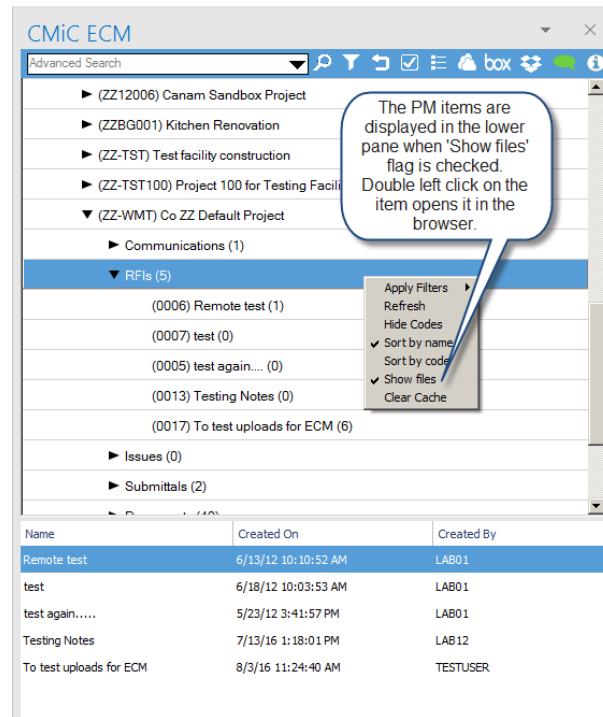 CMiC ECM
Advanced Search
box
(ZZ12006) Canam Sandbox Project
(ZZBG001) Kitchen Renovation
(ZZ-TST) Test facility construction
(ZZ-TST100) Project 100 for Testing Facili
(ZZ-WMT) Co ZZ Default Project
Communications (1)
RFIs (5)
(0006) Remote test (1)
(0007) test (0)
(0005) test again.... (0)
(0013) Testing Notes (0)
(0017) To test uploads for ECM (6)
Issues (0)
Submittals (2)
The PM items are
displayed in the lower
pane when 'Show files'
flag is checked.
Double left click on the
item opens it in the
browser.
Apply Filters
Refresh
Hide Codes
Sort by name
Sort by code
Show files
Clear Cache
Name Created On Created By
Remote test 6/13/12 10:10:52 AM LAB01
test 6/18/12 10:03:53 AM LAB01
test again..... 5/23/12 3:41:57 PM LAB01
Testing Notes 7/13/16 1:18:01 PM LAB12
To test uploads for ECM 8/3/16 11:24:40 AM TESTUSER